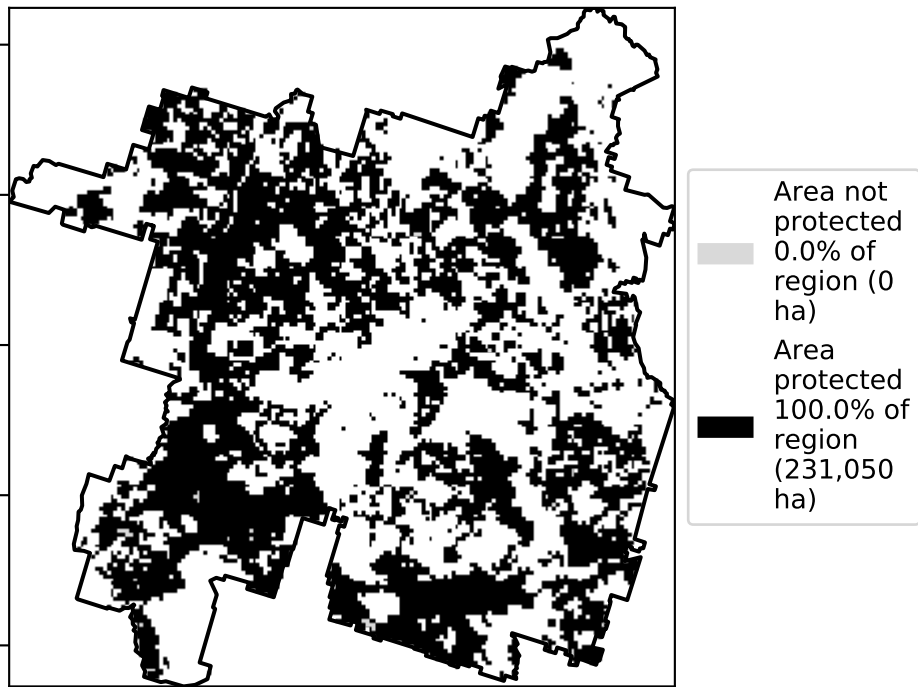 Area not
protected
0.0% of
region (0
ha)
Area
protected
100.0% of
region
(231,050
ha)